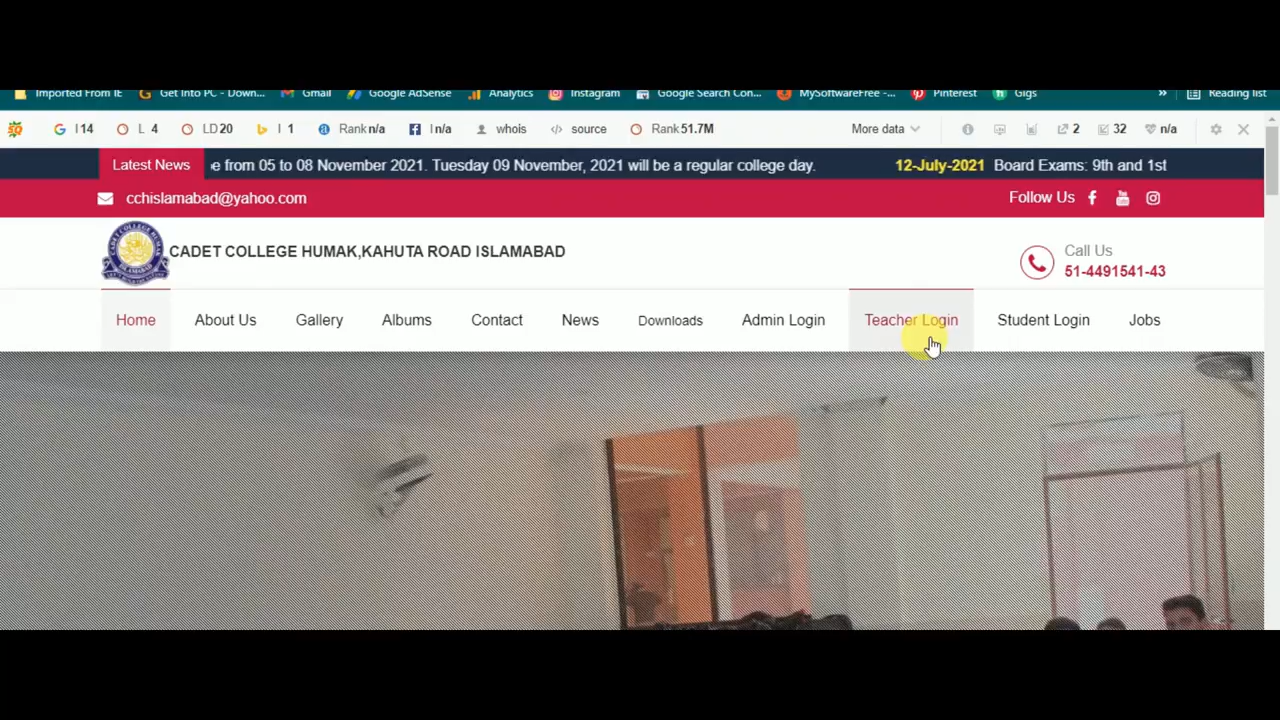 Imported From IE Get Into PC - Down... Gmail Google AdSense Analytics Instagram Google Search Con... MySoftwareFree -... Pinterest Gigs » Reading list
I 14 L 4 LD 20 I 1 Rank n/a I n/a whois source Rank 51.7M More data 2 32 n/a
Latest News e from 05 to 08 November 2021. Tuesday 09 November, 2021 will be a regular college day. 12-July-2021 Board Exams: 9th and 1st
cchislamabad@yahoo.com Follow Us
CADET COLLEGE HUMAK,KAHUTA ROAD ISLAMABAD
Call Us
51-4491541-43
Home About Us Gallery Albums Contact News Downloads Admin Login Teacher Login Student Login Jobs